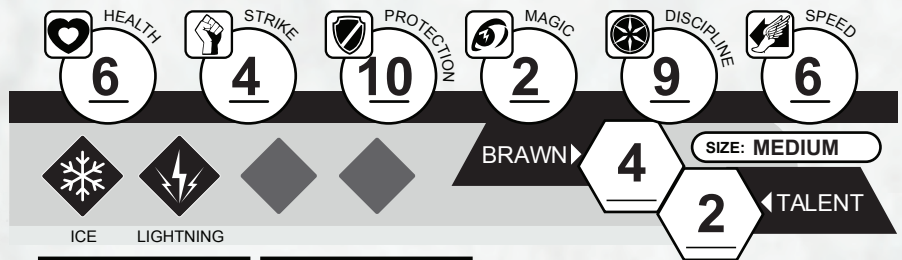 HEALTH STRIKE PROTECTION MAGIC DISCIPLINE SPEED
6 4 10 2 9 6
BRAWN 4 SIZE: MEDIUM
2 TALENT
ICE LIGHTNING